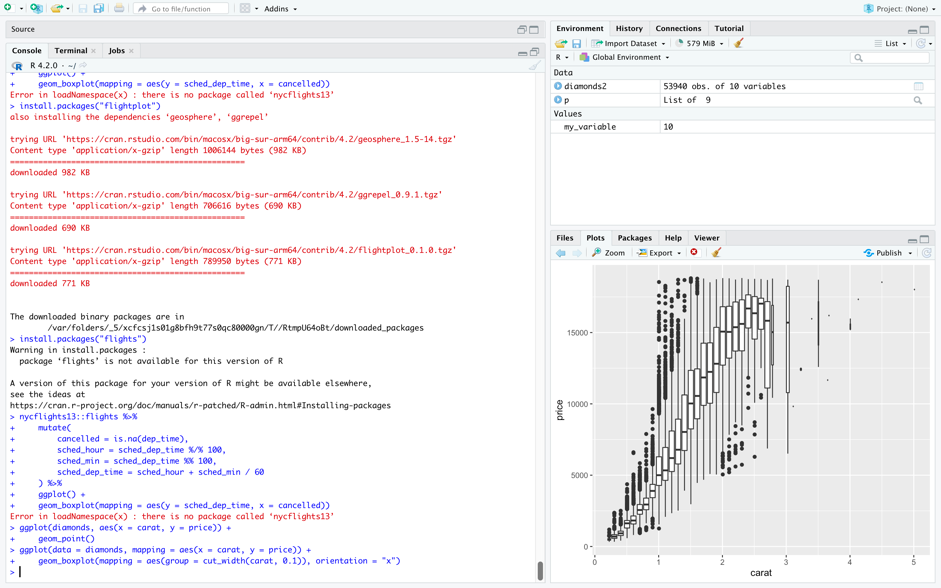 Go to file/function
Addins
Project: (None)
Source
Console
Terminal
Jobs
R 4.2.0 · ~/
+     ggplot() +
+     geom_boxplot(mapping = aes(y = sched_dep_time, x = cancelled))
Error in loadNamespace(x) : there is no package called ‘nycflights13’
> install.packages("flightplot")
also installing the dependencies ‘geosphere’, ‘ggrepel’
trying URL 'https://cran.rstudio.com/bin/macosx/big-sur-arm64/contrib/4.2/geosphere_1.5-14.tgz'
Content type 'application/x-gzip' length 1006144 bytes (982 KB)
==================================================
downloaded 982 KB
trying URL 'https://cran.rstudio.com/bin/macosx/big-sur-arm64/contrib/4.2/ggrepel_0.9.1.tgz'
Content type 'application/x-gzip' length 706616 bytes (690 KB)
==================================================
downloaded 690 KB
trying URL 'https://cran.rstudio.com/bin/macosx/big-sur-arm64/contrib/4.2/flightplot_0.1.0.tgz'
Content type 'application/x-gzip' length 789950 bytes (771 KB)
==================================================
downloaded 771 KB
The downloaded binary packages are in
/var/folders/_5/xcfcsj1s01g8bfh9t77s0qc80000gn/T//RtmpU64o8t/downloaded_packages
> install.packages("flights")
Warning in install.packages :
package ‘flights’ is not available for this version of R
A version of this package for your version of R might be available elsewhere,
see the ideas at
https://cran.r-project.org/doc/manuals/r-patched/R-admin.html#Installing-packages
> nycflights13::flights %>%
+     mutate(
+         cancelled = is.na(dep_time),
+         sched_hour = sched_dep_time %/% 100,
+         sched_min = sched_dep_time %% 100,
+         sched_dep_time = sched_hour + sched_min / 60
+     ) %>%
+     ggplot() +
+     geom_boxplot(mapping = aes(y = sched_dep_time, x = cancelled))
Error in loadNamespace(x) : there is no package called ‘nycflights13’
> ggplot(diamonds, aes(x = carat, y = price)) +
+     geom_point()
> ggplot(data = diamonds, mapping = aes(x = carat, y = price)) +
+     geom_boxplot(mapping = aes(group = cut_width(carat, 0.1)), orientation = "x")
>
Environment
History
Connections
Tutorial
Import Dataset
579 MiB
List
R
Global Environment
Data
diamonds2
53940 obs. of 10 variables
p
List of 9
Values
my_variable
10
Files
Plots
Packages
Help
Viewer
Zoom
Export
Publish
15000
10000
5000
0
price
0
1
2
3
4
5
carat